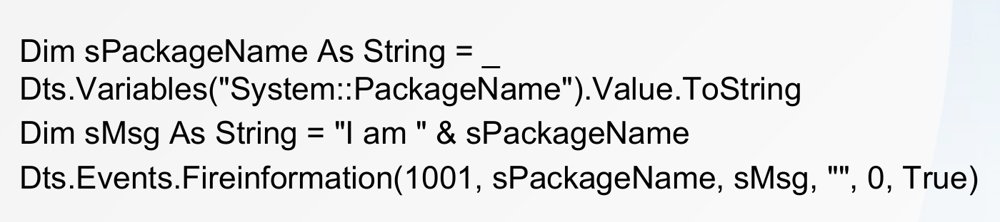 Dim sPackageName As String = _
Dts.Variables("System::PackageName").Value.ToString
Dim sMsg As String = "I am " & sPackageName
Dts.Events.Fireinformation(1001, sPackageName, sMsg, "", 0, True)